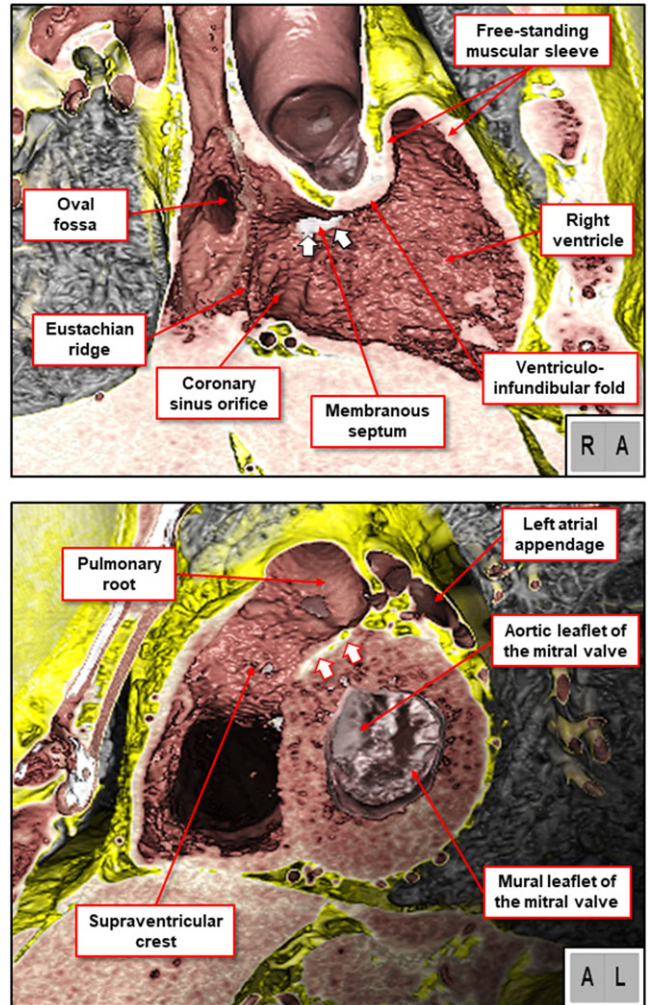 Free-standing
muscular sleeve
Oval
fossa
Right
ventricle
Eustachian
ridge
Coronary
sinus orifice
Membranous
septum
Ventriculo-
infundibular fold
R A
Left atrial
appendage
Pulmonary
root
Aortic leaflet of
the mitral valve
Supraventricular
crest
Mural leaflet of
the mitral valve
A L